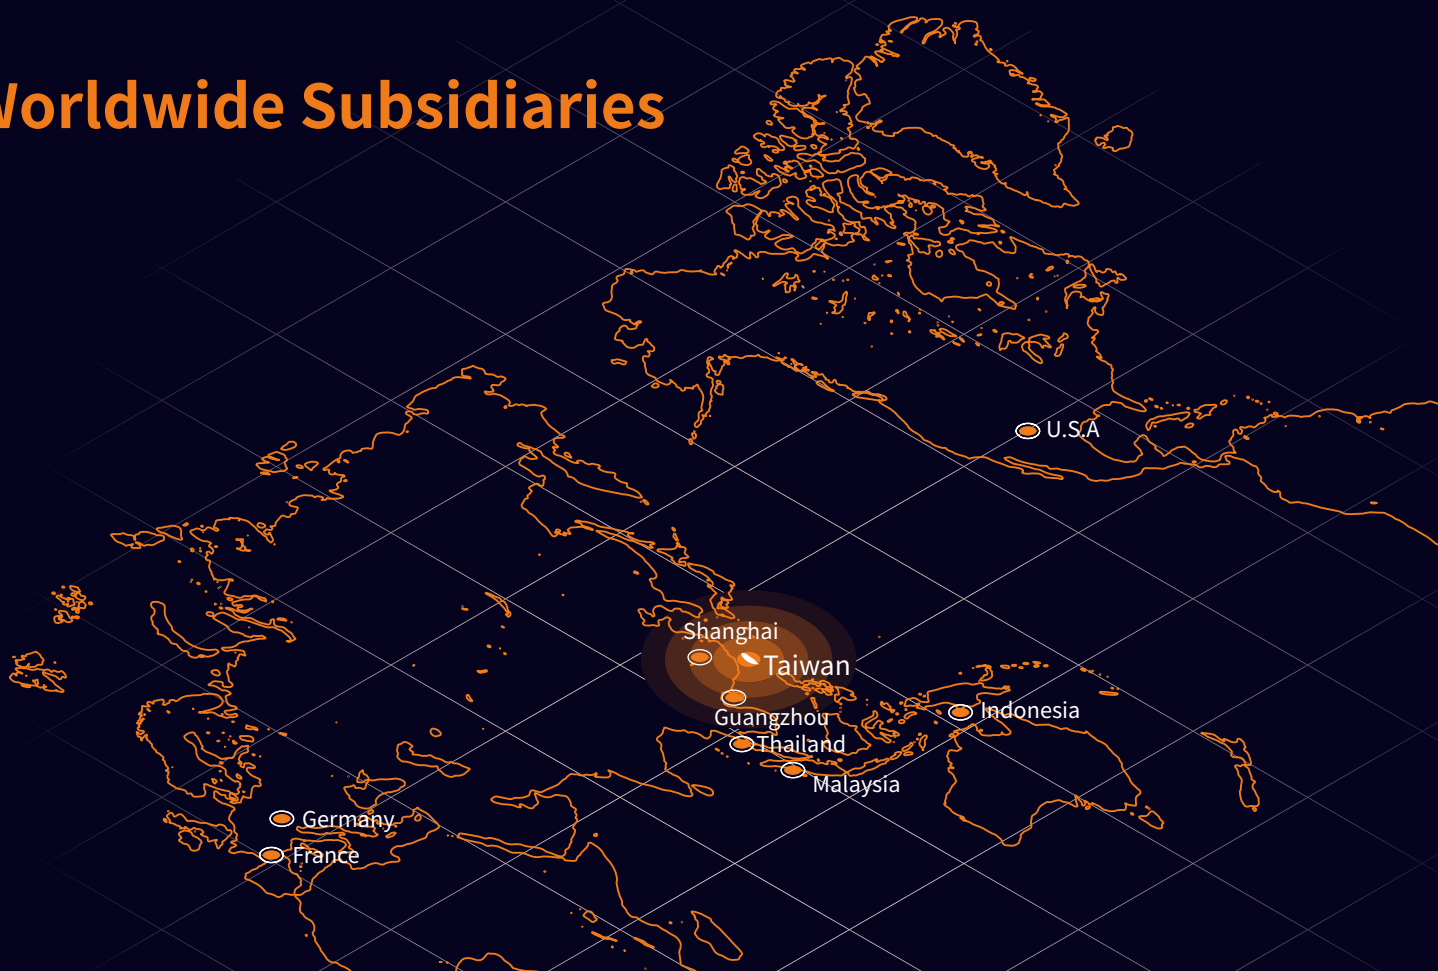 Worldwide Subsidiaries
U.S.A
Shanghai
Taiwan
Guangzhou
Indonesia
Thailand
Malaysia
Germany
France